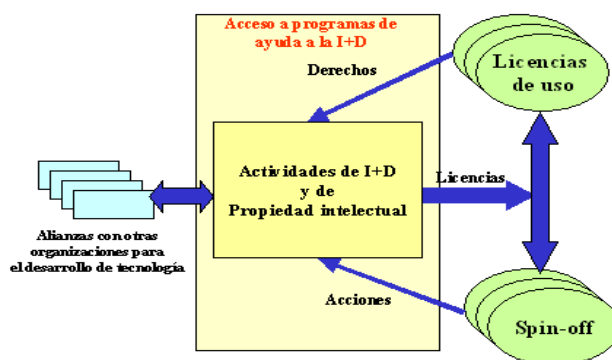 Acceso a programas de
ayuda a la I+D
Derechos
Licencias
de uso
Actividades de I+D
y de
Propiedad intelectual
Licencias
Alianzas con otras
organizaciones para
el desarrollo de tecnología
Acciones
Spin-off